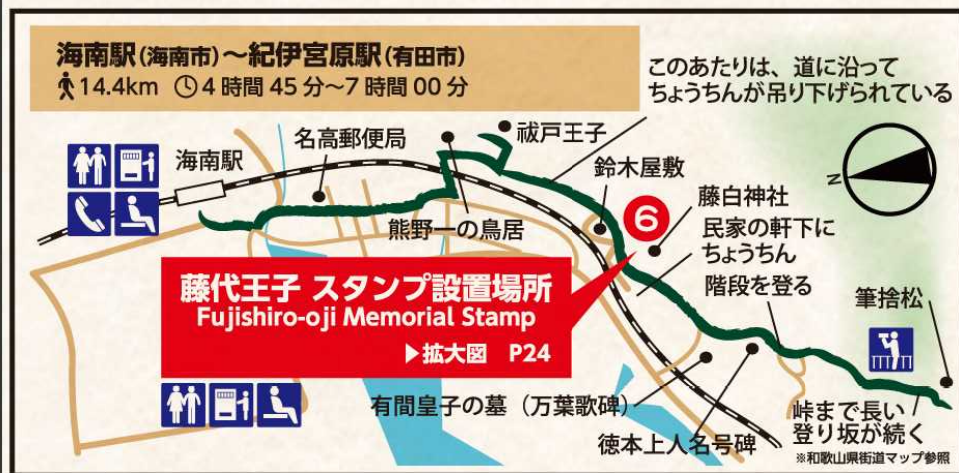 海南駅(海南市)～紀伊宮原駅(有田市)
14.4km 4時間45分～7時間00分
このあたりは、道に沿って
ちょうちんが吊り下げられている
祓戸王子
名高郵便局
海南駅
鈴木屋敷
N
6
藤白神社
熊野一の鳥居
民家の軒下に
ちょうちん
階段を登る
藤代王子 スタンプ設置場所
Fujishiro-oji Memorial Stamp
▶拡大図 P24
筆捨松
有間皇子の墓（万葉歌碑）
徳本上人名号碑
峠まで長い
登り坂が続く
※和歌山県街道マップ参照